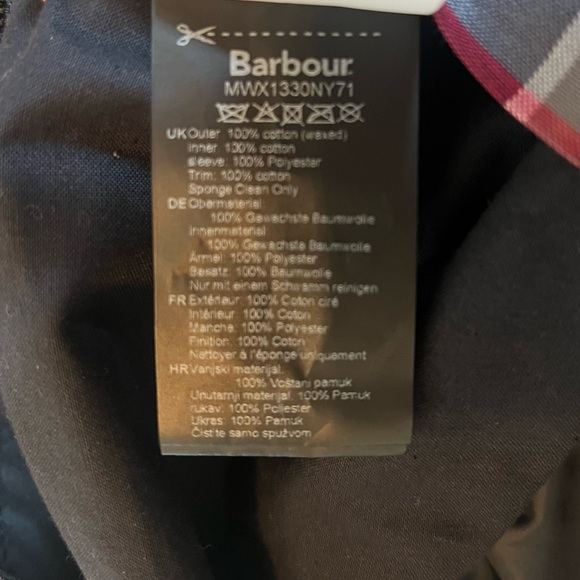 Barbour
MWX1330NY71
UK Outer: 100% cotton (waxed)
Inner: 100% cotton
sleeve: 100% Polyester
Trim: 100% cotton
Sponge Clean Only
DE Obermaterial:
100% Gewachste Baumwolle
Innenmaterial:
100% Gewachste Baumwolle
Ärmel: 100% Polyester
Besatz: 100% Baumwolle
Nur mit einem Schwamm reinigen
FR Extérieur: 100% Coton ciré
Intérieur: 100% Coton
Manche: 100% Polyester
Finition: 100% Coton
Nettoyer à l'éponge uniquement
HR Vanjski materijal:
100% Voštani pamuk
Unutarnji materijal: 100% Pamuk
rukav: 100% Poliester
Ukras: 100% Pamuk
Čistite samo spužvom